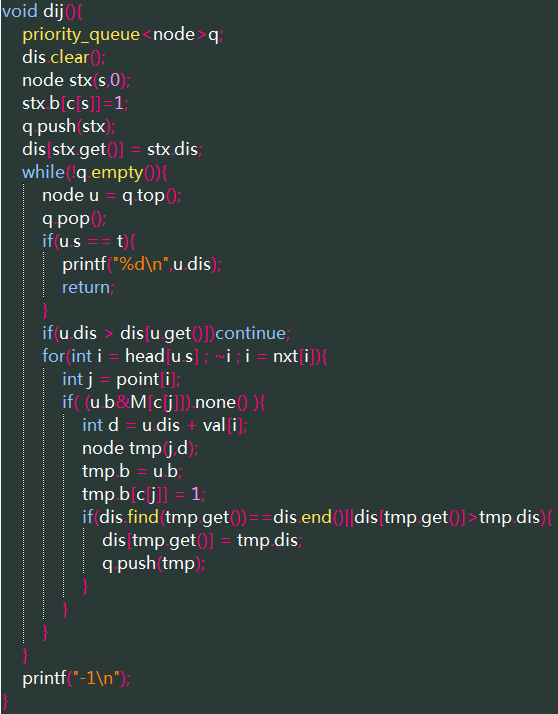 void dij(){
priority_queue<node>q;
dis.clear();
node stx(s,0);
stx.b[c[s]]=1;
q.push(stx);
dis[stx.get()] = stx.dis;
while(!q.empty()){
node u = q.top();
q.pop();
if(u.s == t){
printf("%d\n",u.dis);
return;
}
if(u.dis > dis[u.get()])continue;
for(int i = head[u.s] ; ~i ; i = nxt[i]){
int j = point[i];
if( (u.b&M[c[j]]).none() ){
int d = u.dis + val[i];
node tmp(j,d);
tmp.b = u.b;
tmp.b[c[j]] = 1;
if(dis.find(tmp.get())==dis.end()||dis[tmp.get()]>tmp.dis){
dis[tmp.get()] = tmp.dis;
q.push(tmp);
}
}
}
}
printf("-1\n");
}